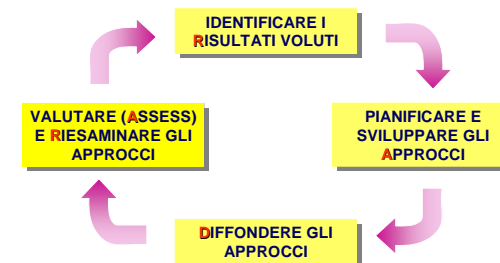 IDENTIFICARE I
RISULTATI VOLUTI
PIANIFICARE E
SVILUPPARE GLI
APPROCCI
DIFFONDERE GLI
APPROCCI
VALUTARE (ASSESS)
E RIESAMINARE GLI
APPROCCI